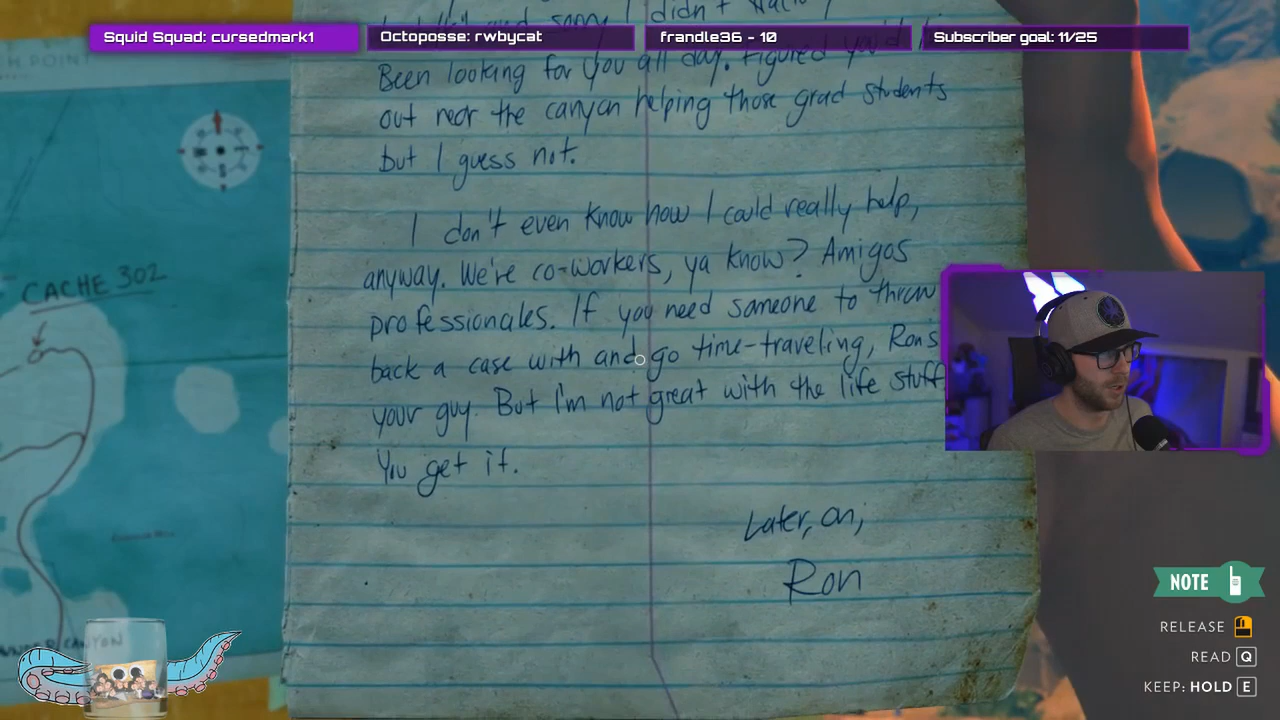 Squid Squad: cursedmark1
Octoposse: rwbycat
frandle36 - 10
Subscriber goal: 11/25
sorry I didn't
Been looking for you all day. Figured you'd
out near the canyon helping those grad students
but I guess not.
I don't even know how I could really help,
anyway. We're co-workers, ya know? Amigos
professionales. If you need someone to throw
back a case with and go time-traveling, Ron's
your guy. But I'm not great with the life stuff
You get it.
Later, on,
Ron
POINT
CACHE 302
CANYON
NOTE
RELEASE
READ Q
KEEP: HOLD E